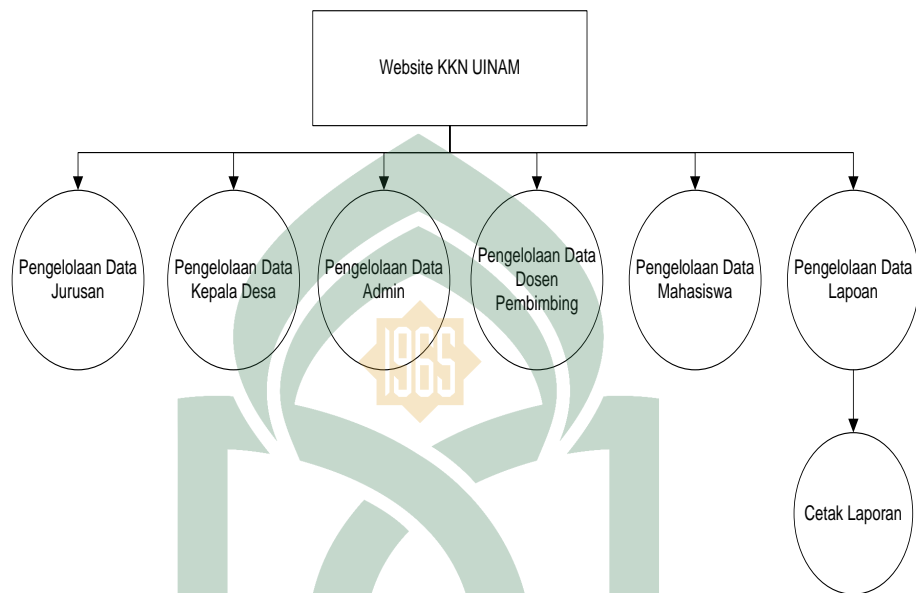 Website KKN UINAM
Pengelolaan Data
Jurusan
Pengelolaan Data
Kepala Desa
Pengelolaan Data
Admin
Pengelolaan Data
Dosen
Pembimbing
Pengelolaan Data
Mahasiswa
Pengelolaan Data
Lapoan
1965
Cetak Laporan